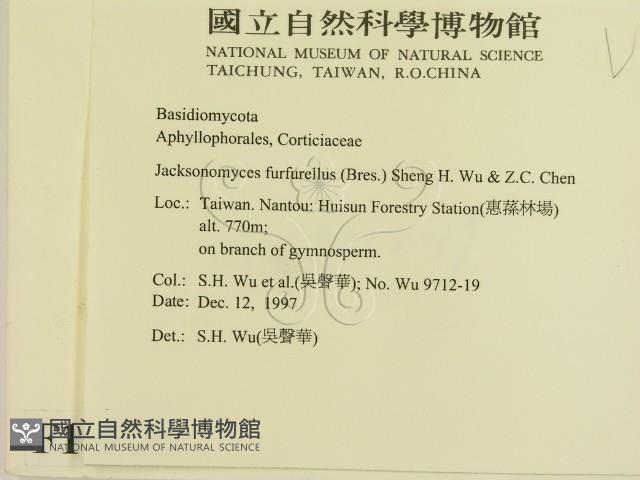 國立自然科學博物館
NATIONAL MUSEUM OF NATURAL SCIENCE
TAICHUNG, TAIWAN, R.O.CHINA
Basidiomycota
Aphyllophorales, Corticiaceae
Jacksonomyces furfurellus (Bres.) Sheng H. Wu & Z.C. Chen
Loc.: Taiwan. Nantou: Huisun Forestry Station(惠蓀林場)
alt. 770m;
on branch of gymnosperm.
Col.: S.H. Wu et al.(吳聲華); No. Wu 9712-19
Date: Dec. 12, 1997
Det.: S.H. Wu(吳聲華)
國立自然科學博物館
NATIONAL MUSEUM OF NATURAL SCIENCE